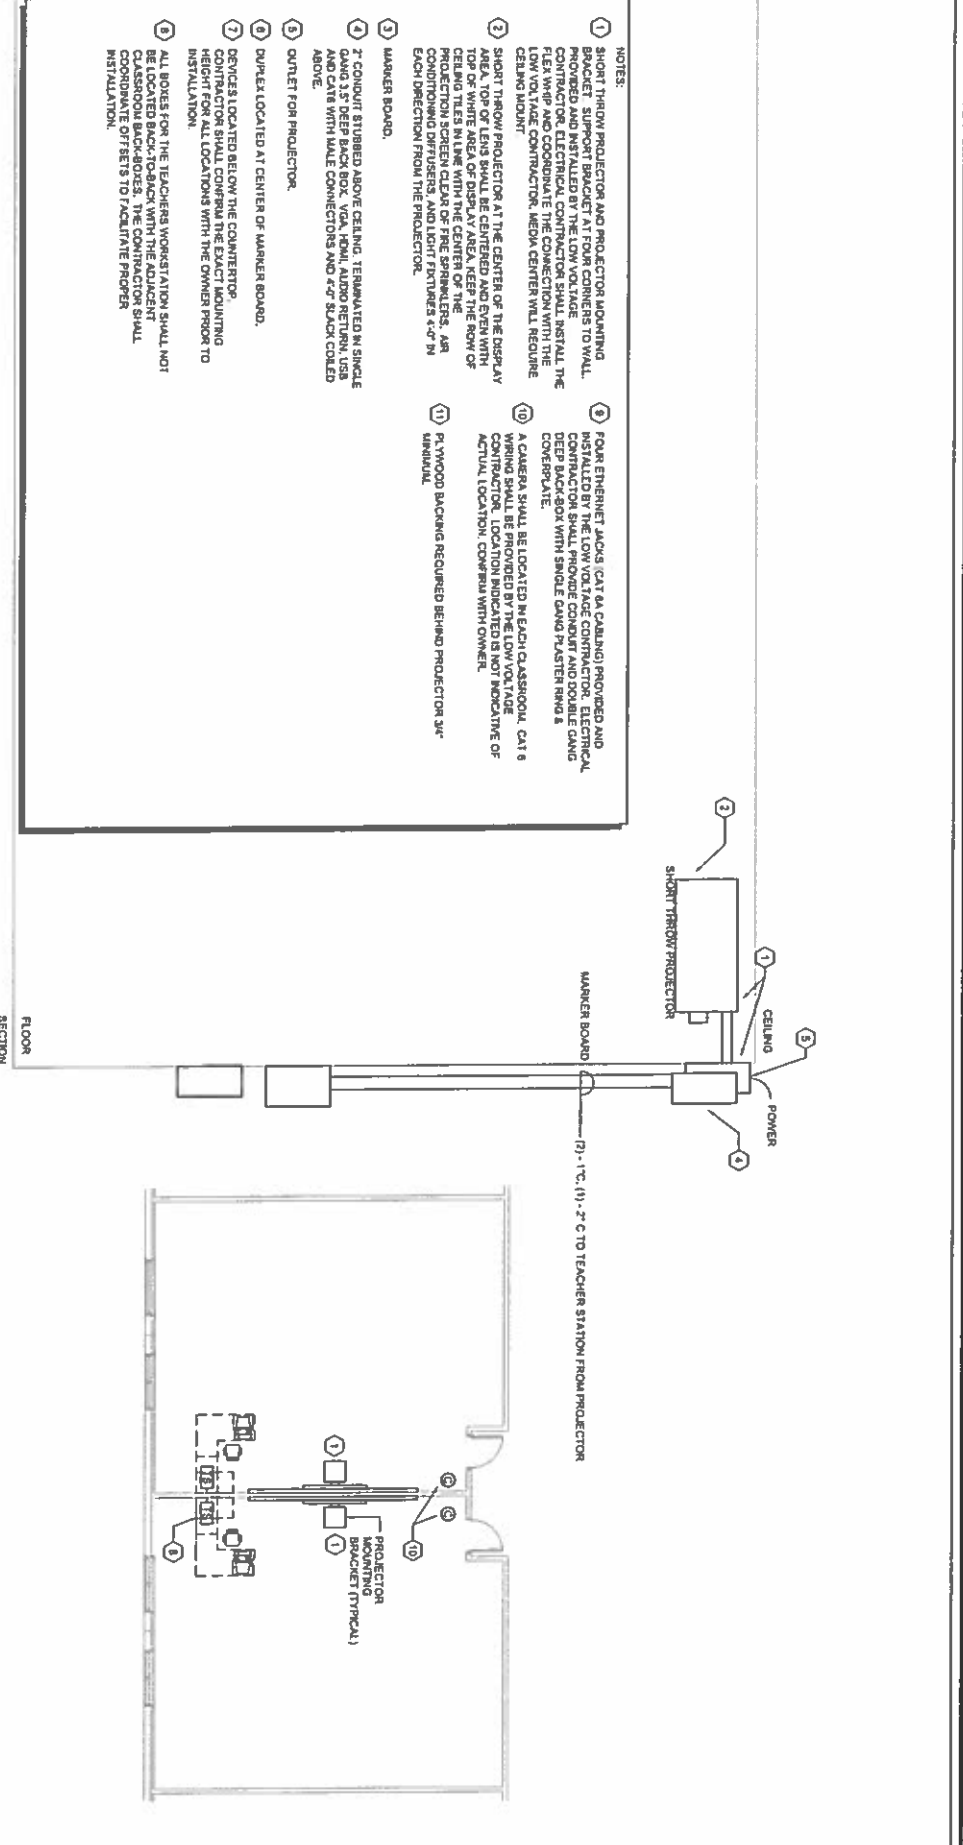 NOTES:
1 SHORT THROW PROJECTOR AND PROJECTOR MOUNTING
BRACKET. SUPPORT BRACKET AT FOUR CORNERS TO WALL.
PROVIDED AND INSTALLED BY THE LOW VOLTAGE
CONTRACTOR. ELECTRICAL CONTRACTOR SHALL INSTALL THE
FLEX WHIP AND COORDINATE THE CONNECTION WITH THE
LOW VOLTAGE CONTRACTOR. MEDIA CENTER WILL REQUIRE
CEILING MOUNT.
2 SHORT THROW PROJECTOR AT THE CENTER OF THE DISPLAY
AREA. TOP OF LENS SHALL BE CENTERED AND EVEN WITH
TOP OF WHITE AREA OF DISPLAY AREA. KEEP THE ROW OF
CEILING TILES IN LINE WITH THE CENTER OF THE
PROJECTION SCREEN CLEAR OF FIRE SPRINKLERS, AIR
CONDITIONING DIFFUSERS, AND LIGHT FIXTURES 4'-0" IN
EACH DIRECTION FROM THE PROJECTOR.
3 MARKER BOARD.
4 2" CONDUIT STUBBED ABOVE CEILING. TERMINATED IN SINGLE
GANG 3.5" DEEP BACK BOX. VGA, HDMI, AUDIO RETURN, USB
AND CAT6 WITH MALE CONNECTORS AND 4'-0" SLACK COILED
ABOVE.
5 OUTLET FOR PROJECTOR.
6 DUPLEX LOCATED AT CENTER OF MARKER BOARD.
7 DEVICES LOCATED BELOW THE COUNTERTOP.
CONTRACTOR SHALL CONFIRM THE EXACT MOUNTING
HEIGHT FOR ALL LOCATIONS WITH THE OWNER PRIOR TO
INSTALLATION.
8 ALL BOXES FOR THE TEACHERS WORKSTATION SHALL NOT
BE LOCATED BACK-TO-BACK WITH THE ADJACENT
CLASSROOM BACK-BOXES. THE CONTRACTOR SHALL
COORDINATE OFFSETS TO FACILITATE PROPER
INSTALLATION.
9 FOUR ETHERNET JACKS (CAT 6A CABLING) PROVIDED AND
INSTALLED BY THE LOW VOLTAGE CONTRACTOR. ELECTRICAL
CONTRACTOR SHALL PROVIDE CONDUIT AND DOUBLE GANG
DEEP BACK-BOX WITH SINGLE GANG PLASTER RING &
COVERPLATE.
10 A CAMERA SHALL BE LOCATED IN EACH CLASSROOM. CAT 6
WIRING SHALL BE PROVIDED BY THE LOW VOLTAGE
CONTRACTOR. LOCATION INDICATED IS NOT INDICATIVE OF
ACTUAL LOCATION. CONFIRM WITH OWNER.
11 PLYWOOD BACKING REQUIRED BEHIND PROJECTOR 3/4"
MINIMUM.
2
1
5
CEILING
POWER
SHORT THROW PROJECTOR
4
MARKER BOARD
(2) - 1"C, (1) - 2" C TO TEACHER STATION FROM PROJECTOR
FLOOR
SECTION
C
C
10
1
1
PROJECTOR
MOUNTING
BRACKET (TYPICAL)
TS
TS
8